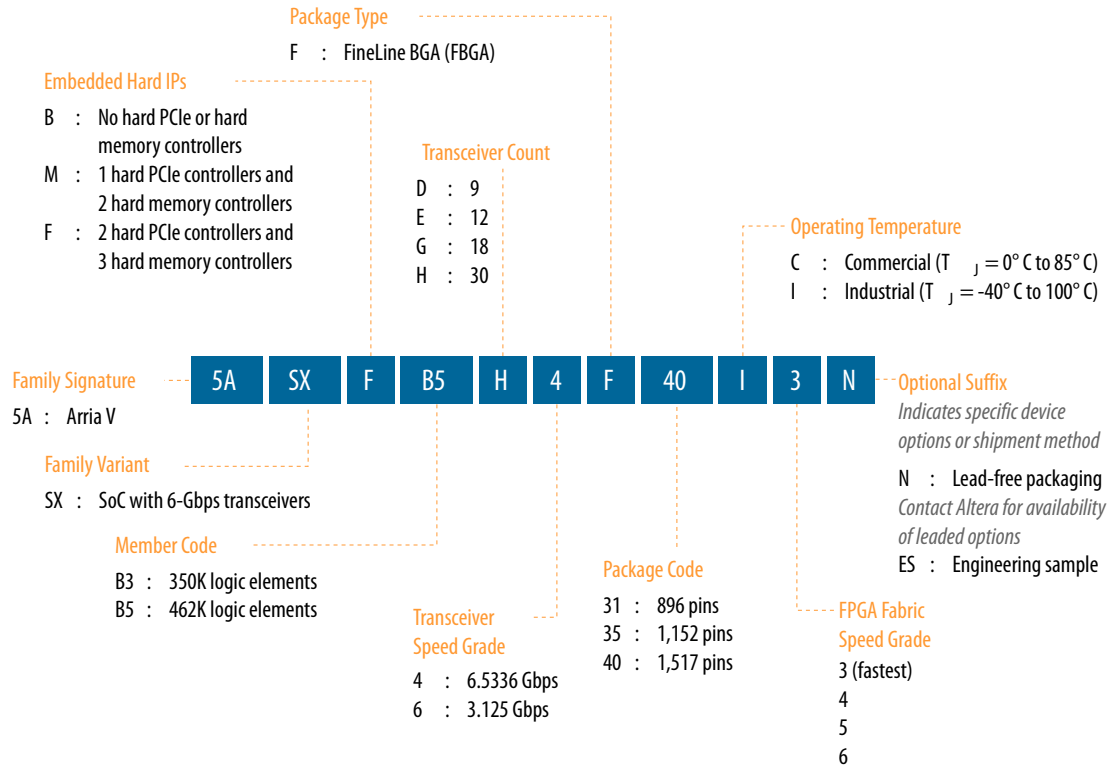 Package Type
F : FineLine BGA (FBGA)
Embedded Hard IPs
B : No hard PCIe or hard
memory controllers
M : 1 hard PCIe controllers and
2 hard memory controllers
F : 2 hard PCIe controllers and
3 hard memory controllers
Transceiver Count
D : 9
E : 12
G : 18
H : 30
Operating Temperature
C : Commercial (T J = 0° C to 85° C)
I : Industrial (T J = -40° C to 100° C)
5A SX F B5 H 4 F 40 I 3 N
Family Signature
5A : Arria V
Family Variant
SX : SoC with 6-Gbps transceivers
Member Code
B3 : 350K logic elements
B5 : 462K logic elements
Transceiver
Speed Grade
4 : 6.5336 Gbps
6 : 3.125 Gbps
Package Code
31 : 896 pins
35 : 1,152 pins
40 : 1,517 pins
FPGA Fabric
Speed Grade
3 (fastest)
4
5
6
Optional Suffix
Indicates specific device
options or shipment method
N : Lead-free packaging
Contact Altera for availability
of leaded options
ES : Engineering sample